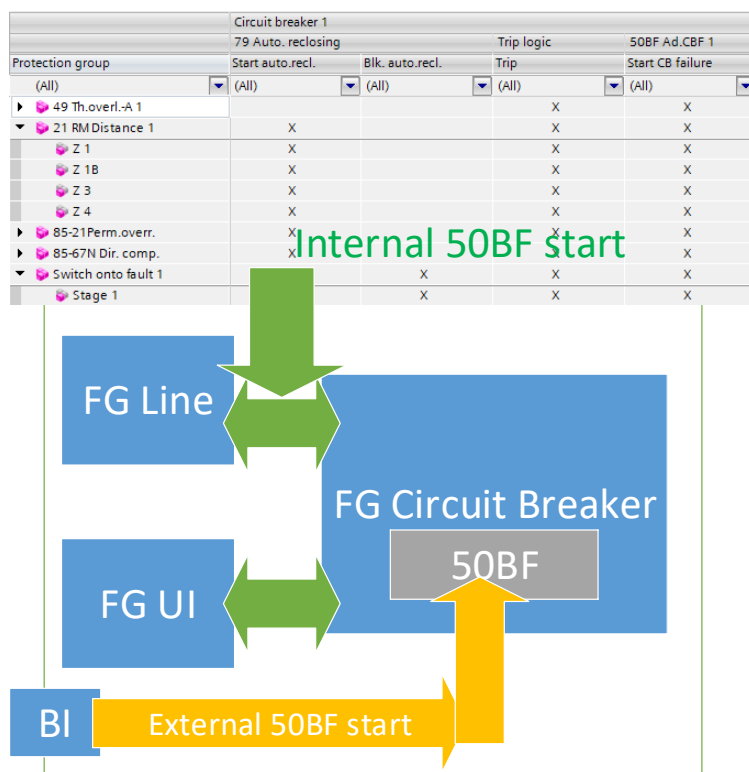 Circuit breaker 1
79 Auto. reclosing Trip logic 50BF Ad.CBF 1
Protection group Start auto.recl. Blk. auto.recl. Trip Start CB failure
(All) (All) (All) (All) (All)
49 Th.overl.-A 1 X X
21 RM Distance 1 X X X
Z 1 X X X
Z 1B X X X
Z 3 X X X
Z 4 X X X
85-21Perm.overr. X X X
85-67N Dir. comp. X X X
Internal 50BF start
Switch onto fault 1 X X X
Stage 1 X X X
FG Line
FG Circuit Breaker
50BF
FG UI
BI External 50BF start